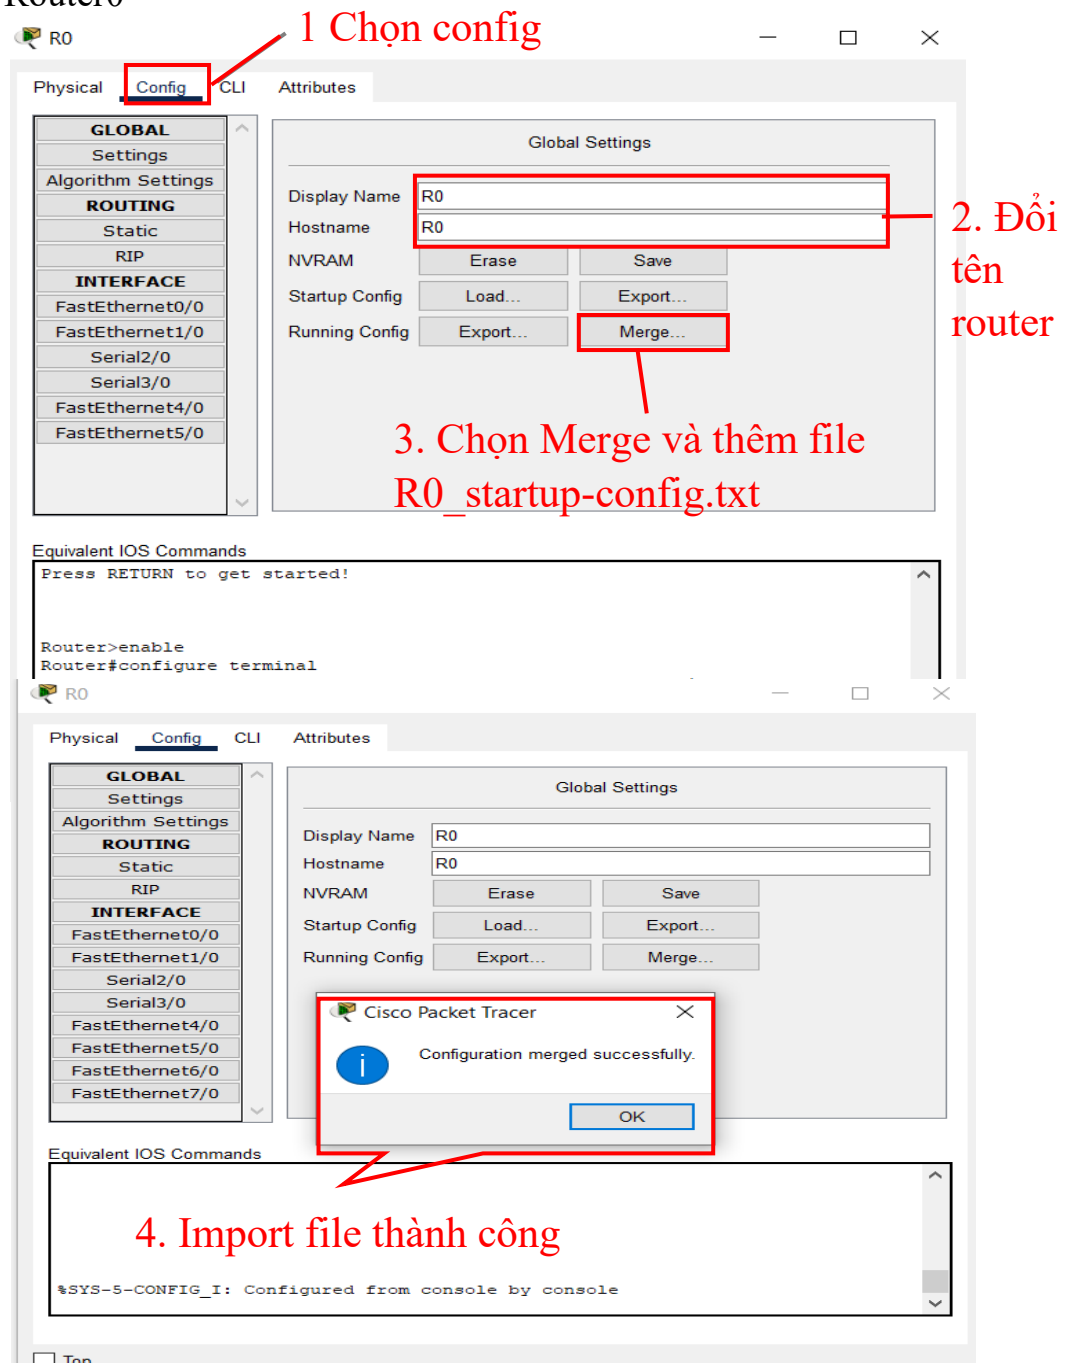 Router0
R0
1 Chọn config
Physical Config CLI Attributes
GLOBAL
Settings
Algorithm Settings
ROUTING
Static
RIP
INTERFACE
FastEthernet0/0
FastEthernet1/0
Serial2/0
Serial3/0
FastEthernet4/0
FastEthernet5/0
Global Settings
Display Name R0
Hostname R0
NVRAM Erase Save
Startup Config Load... Export...
Running Config Export... Merge...
2. Đổi
tên
router
3. Chọn Merge và thêm file
R0_startup-config.txt
Equivalent IOS Commands
Press RETURN to get started!
Router>enable
Router#configure terminal
R0
Physical Config CLI Attributes
GLOBAL
Settings
Algorithm Settings
ROUTING
Static
RIP
INTERFACE
FastEthernet0/0
FastEthernet1/0
Serial2/0
Serial3/0
FastEthernet4/0
FastEthernet5/0
FastEthernet6/0
FastEthernet7/0
Global Settings
Display Name R0
Hostname R0
NVRAM Erase Save
Startup Config Load... Export...
Running Config Export... Merge...
Cisco Packet Tracer
Configuration merged successfully.
OK
Equivalent IOS Commands
4. Import file thành công
%SYS-5-CONFIG_I: Configured from console by console
Top